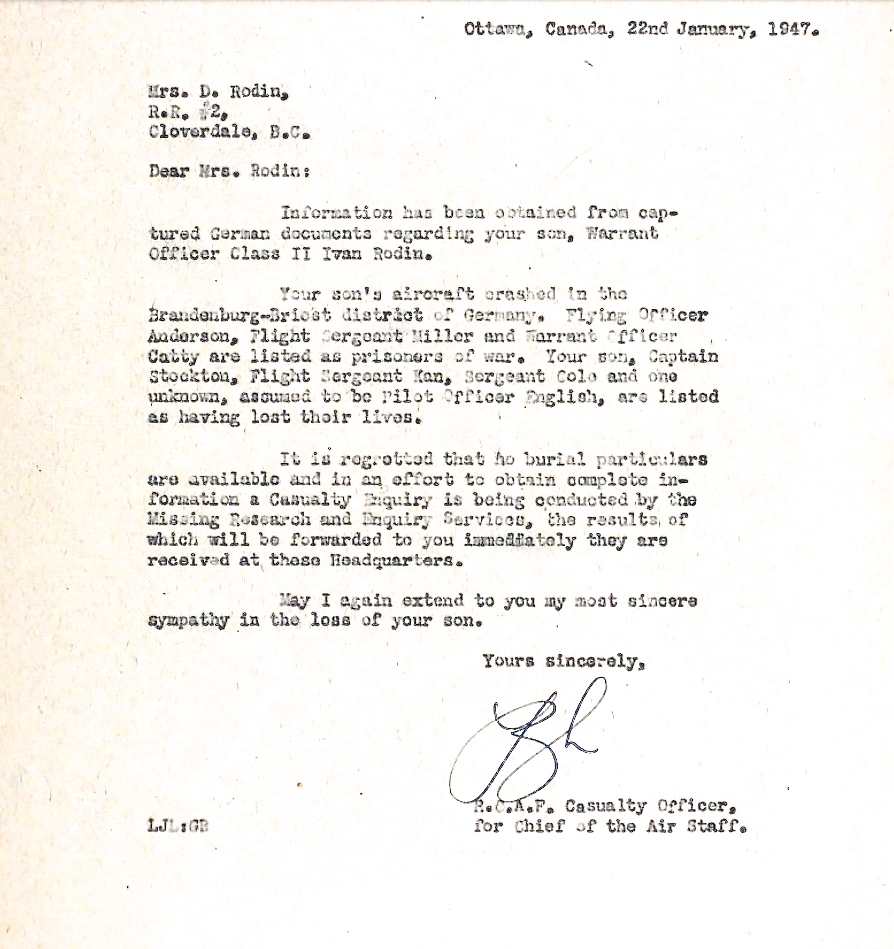 Ottawa, Canada, 22nd January, 1947.
Mrs. D. Rodin,
R.R. #2,
Cloverdale, B.C.
Dear Mrs. Rodin:
Information has been obtained from cap-
tured German documents regarding your son, Warrant
Officer Class II Ivan Rodin.
Your son's aircraft crashed in the
Brandenburg-Briest district of Germany. Flying Officer
Anderson, Flight Sergeant Miller and Warrant Officer
Catty are listed as prisoners of war. Your son, Captain
Stockton, Flight Sergeant Kan, Sergeant Cole and one
unknown, assumed to be Pilot Officer English, are listed
as having lost their lives.
It is regretted that no burial particulars
are available and in an effort to obtain complete in-
formation a Casualty Enquiry is being conducted by the
Missing Research and Enquiry Services, the results of
which will be forwarded to you immediately they are
received at these Headquarters.
May I again extend to you my most sincere
sympathy in the loss of your son.
Yours sincerely,
R.C.A.F. Casualty Officer,
for Chief of the Air Staff.
LJL:GB